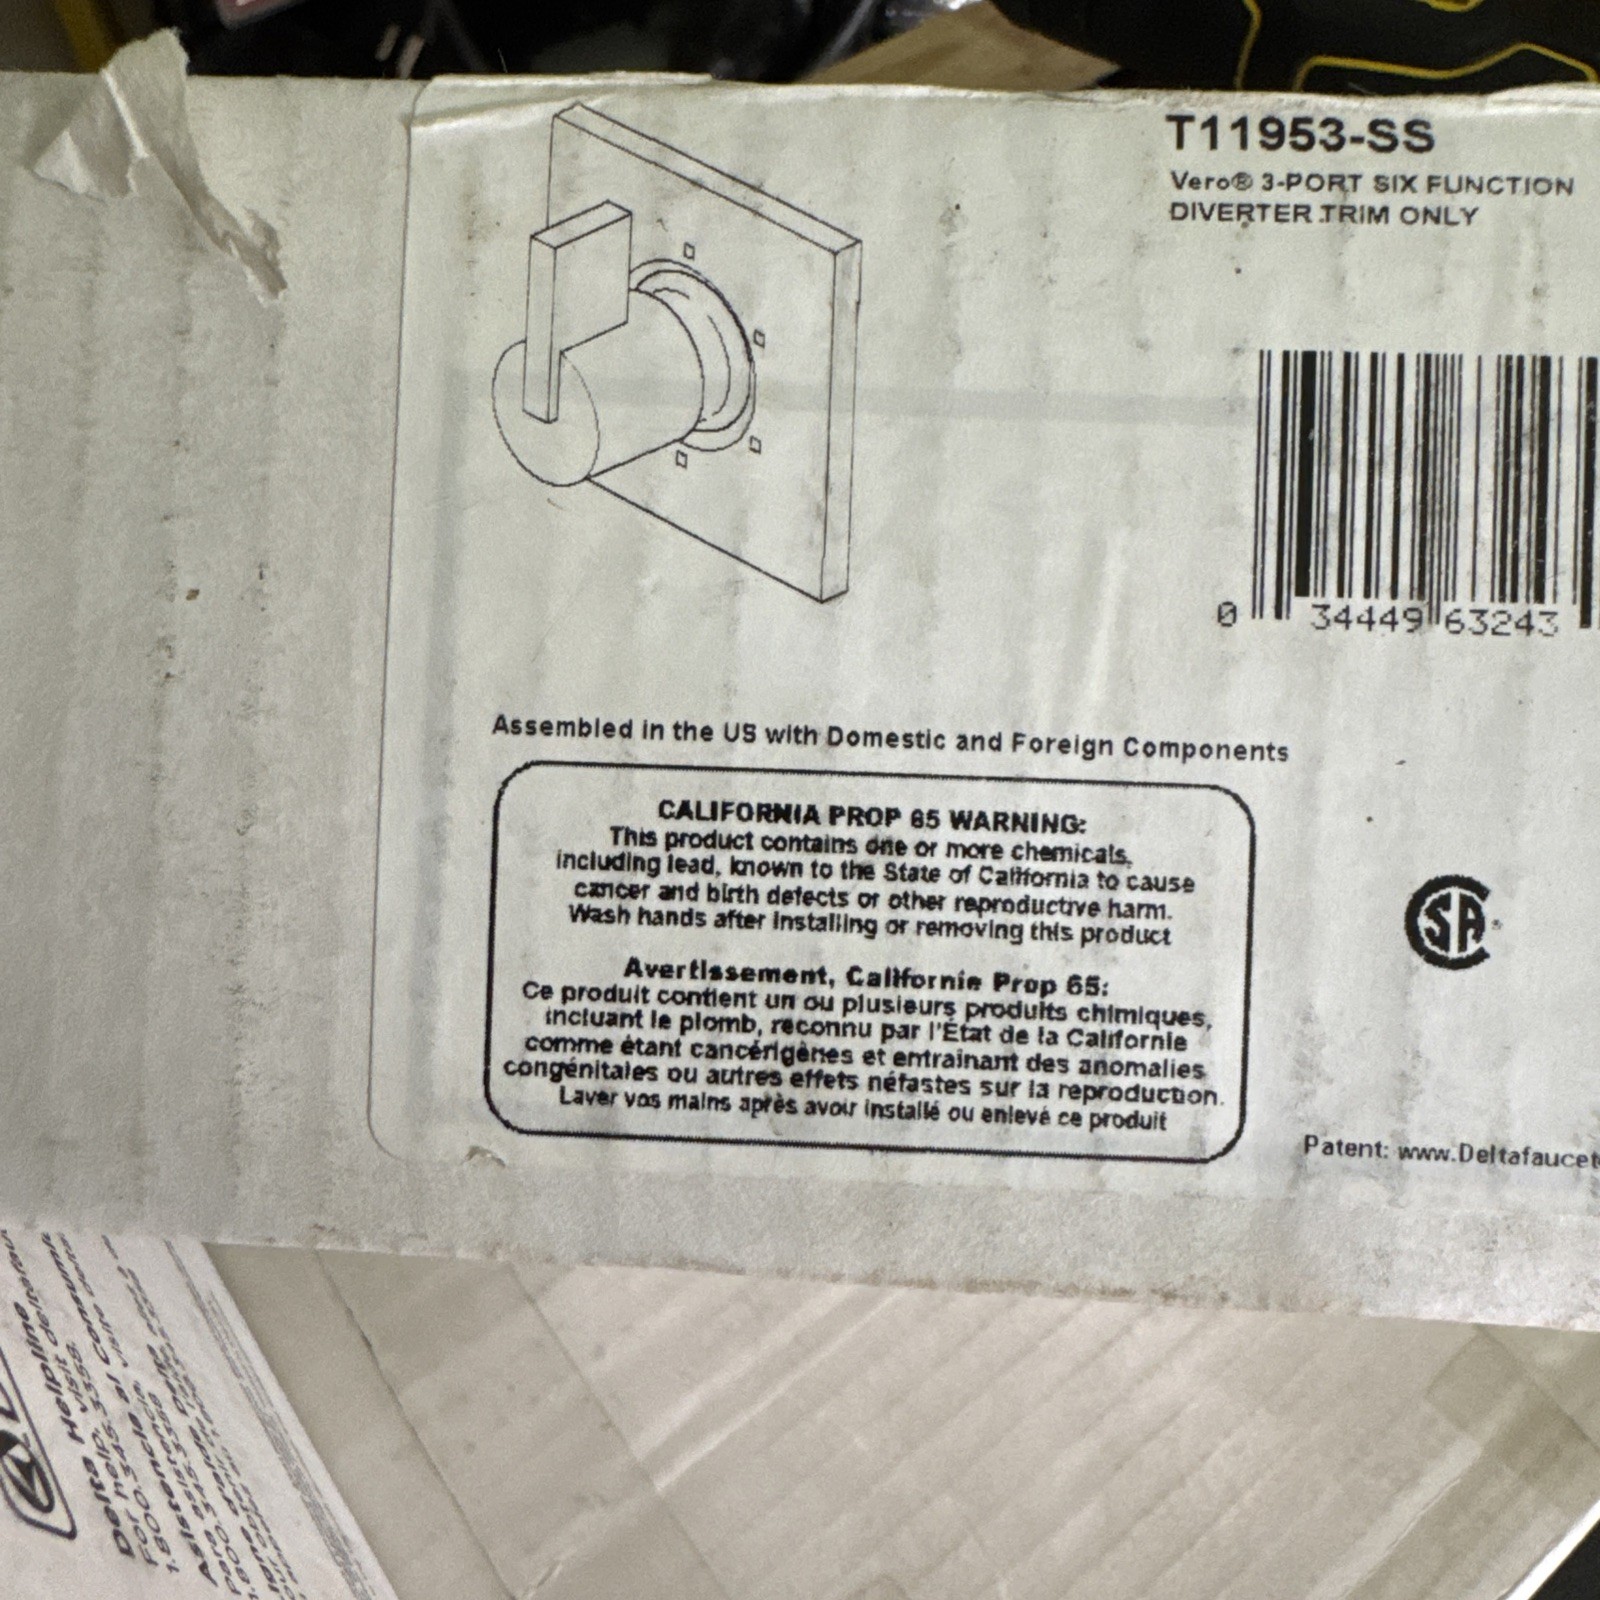 T11953-SS
Vero® 3-PORT SIX FUNCTION
DIVERTER TRIM ONLY
0 34449 63243
Assembled in the US with Domestic and Foreign Components
CALIFORNIA PROP 65 WARNING:
This product contains one or more chemicals,
including lead, known to the State of California to cause
cancer and birth defects or other reproductive harm.
Wash hands after installing or removing this product
Avertissement, Californie Prop 65:
Ce produit contient un ou plusieurs produits chimiques,
incluant le plomb, reconnu par l'État de la Californie
comme étant cancérigènes et entrainant des anomalies
congénitales ou autres effets néfastes sur la reproduction.
Laver vos mains après avoir installé ou enlevé ce produit
SA
Patent: www.Deltafaucet
Delta Helpline